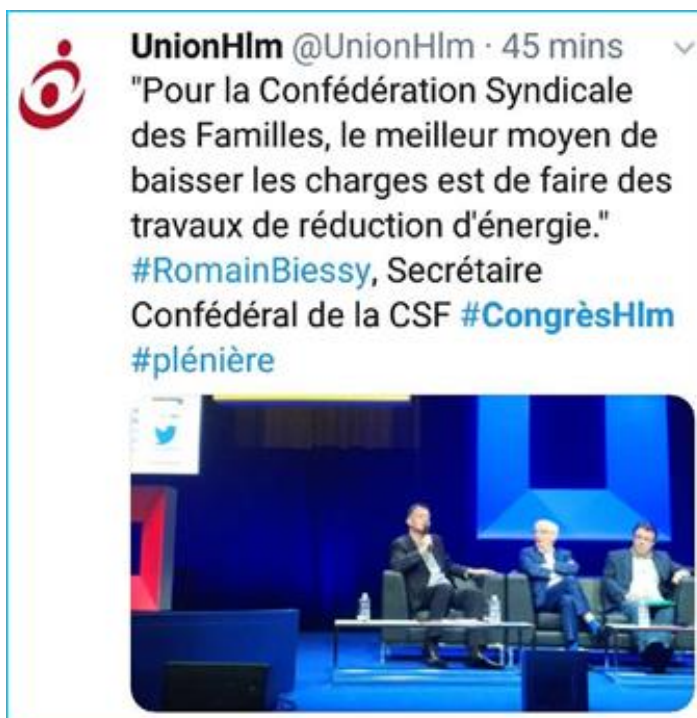 UnionHlm @UnionHlm · 45 mins
"Pour la Confédération Syndicale
des Familles, le meilleur moyen de
baisser les charges est de faire des
travaux de réduction d'énergie."
#RomainBiessy, Secrétaire
Confédéral de la CSF #CongrèsHlm
#plénière